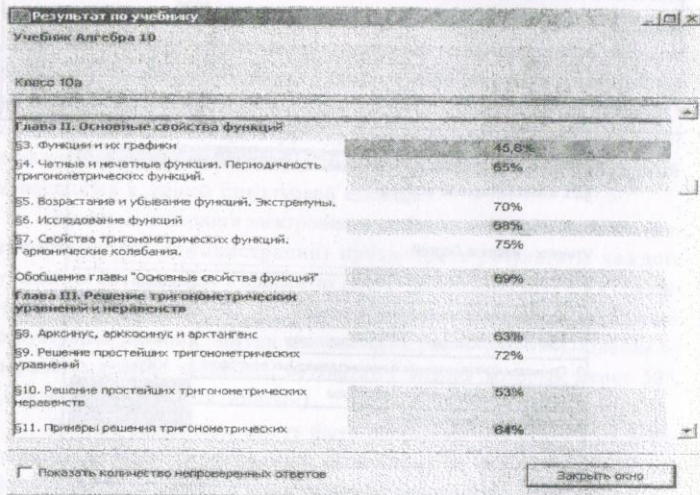 Результат по учебнику
Учебник Алгебра 10
Класс 10а
Глава II. Основные свойства функций
§3. Функции и их графики 45,8%
§4. Четные и нечетные функции. Периодичность 65%
тригонометрических функций.
§5. Возрастание и убывание функций. Экстремумы. 70%
§6. Исследование функций 68%
§7. Свойства тригонометрических функций. 75%
Гармонические колебания.
Обобщение главы "Основные свойства функций" 69%
Глава III. Решение тригонометрических
уравнений и неравенств
§8. Арксинус, арккосинус и арктангенс 63%
§9. Решение простейших тригонометрических 72%
уравнений
§10. Решение простейших тригонометрических 53%
неравенств
§11. Примеры решения тригонометрических 64%
Показать количество непроверенных ответов
Закрыть окно